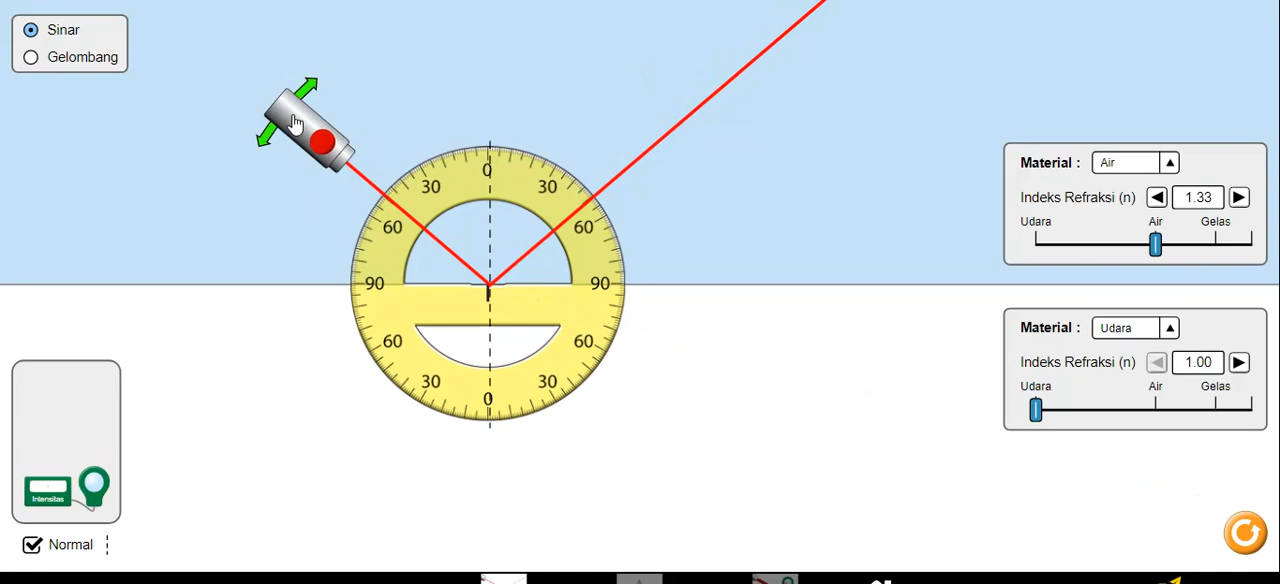 Sinar
Gelombang
Material : Air
Indeks Refraksi (n) 1.33
Udara Air Gelas
0
30 30
60 60
90 90
60 60
30 30
0
Material : Udara
Indeks Refraksi (n) 1.00
Udara Air Gelas
Intensitas
Normal